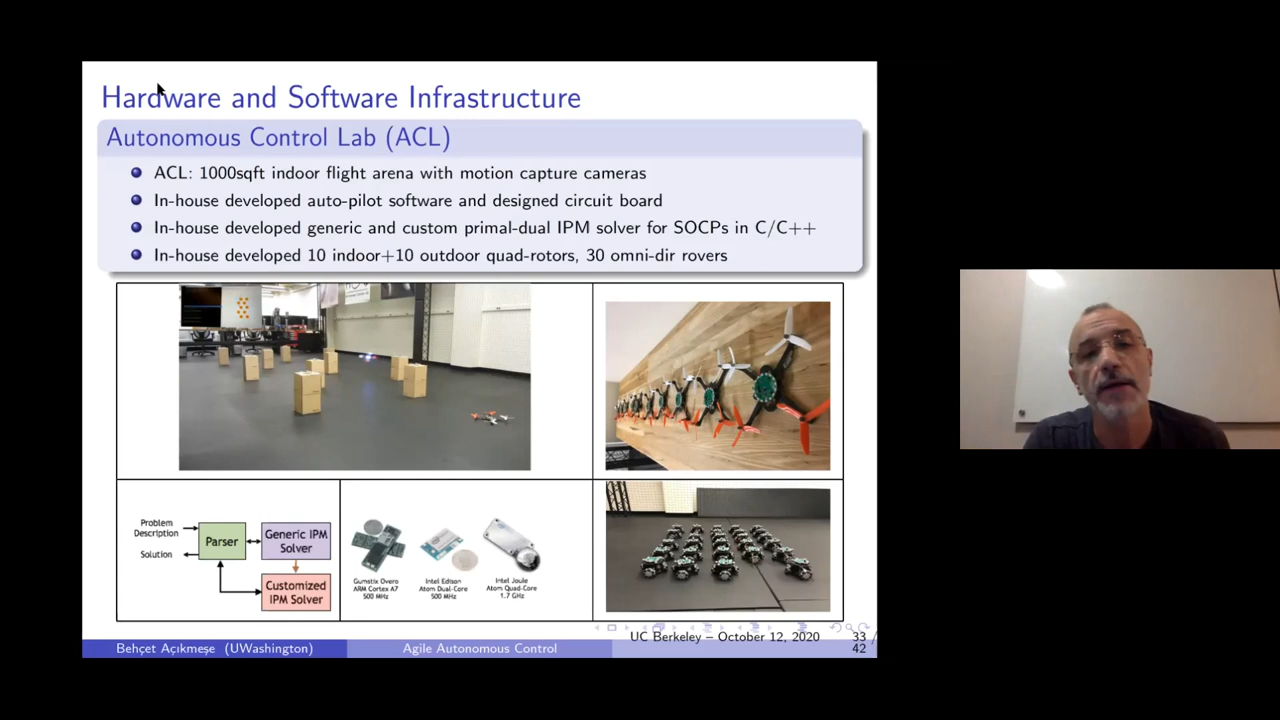 Hardware and Software Infrastructure
Autonomous Control Lab (ACL)
ACL: 1000sqft indoor flight arena with motion capture cameras
In-house developed auto-pilot software and designed circuit board
In-house developed generic and custom primal-dual IPM solver for SOCPs in C/C++
In-house developed 10 indoor+10 outdoor quad-rotors, 30 omni-dir rovers
Problem
Description
Solution
Parser
Generic IPM
Solver
Customized
IPM Solver
Gumstix Overo
ARM Cortex A7
500 MHz
Intel Edison
Atom Dual-Core
500 MHz
Intel Joule
Atom Quad-Core
1.7 GHz
UC Berkeley – October 12, 2020
33 /
42
Behçet Açıkmeşe (UWashington)
Agile Autonomous Control